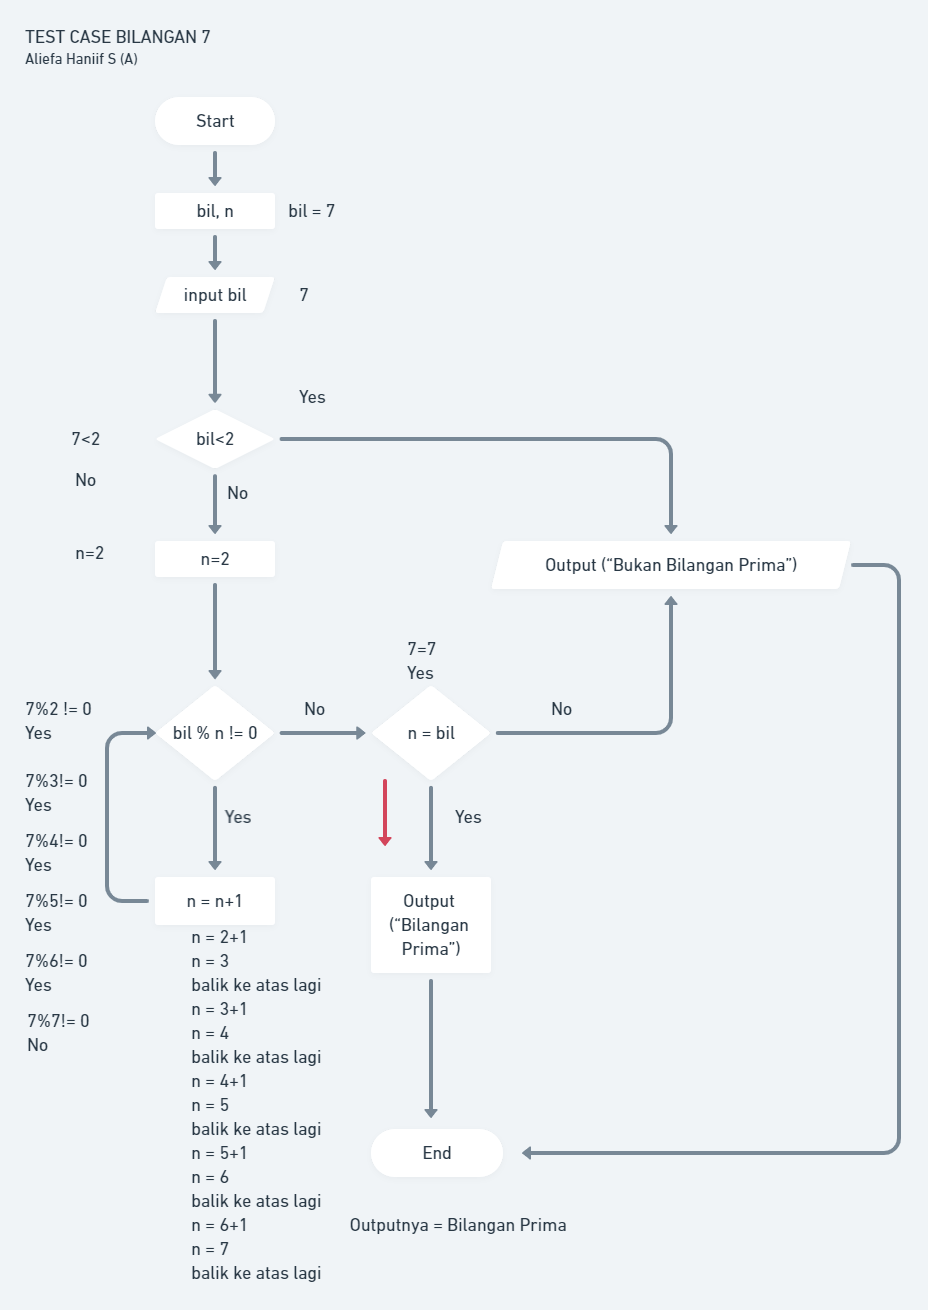 TEST CASE BILANGAN 7
Aliefa Haniif S (A)
Start
bil, n
bil = 7
input bil
7
Yes
7<2
bil<2
No
No
n=2
n=2
Output (“Bukan Bilangan Prima”)
7=7
Yes
7%2 != 0
Yes
bil % n != 0
No
n = bil
No
7%3!= 0
Yes
Yes
Yes
7%4!= 0
Yes
7%5!= 0
Yes
n = n+1
Output
(“Bilangan
Prima”)
7%6!= 0
Yes
7%7!= 0
No
n = 2+1
n = 3
balik ke atas lagi
n = 3+1
n = 4
balik ke atas lagi
n = 4+1
n = 5
balik ke atas lagi
n = 5+1
n = 6
balik ke atas lagi
n = 6+1
n = 7
balik ke atas lagi
End
Outputnya = Bilangan Prima